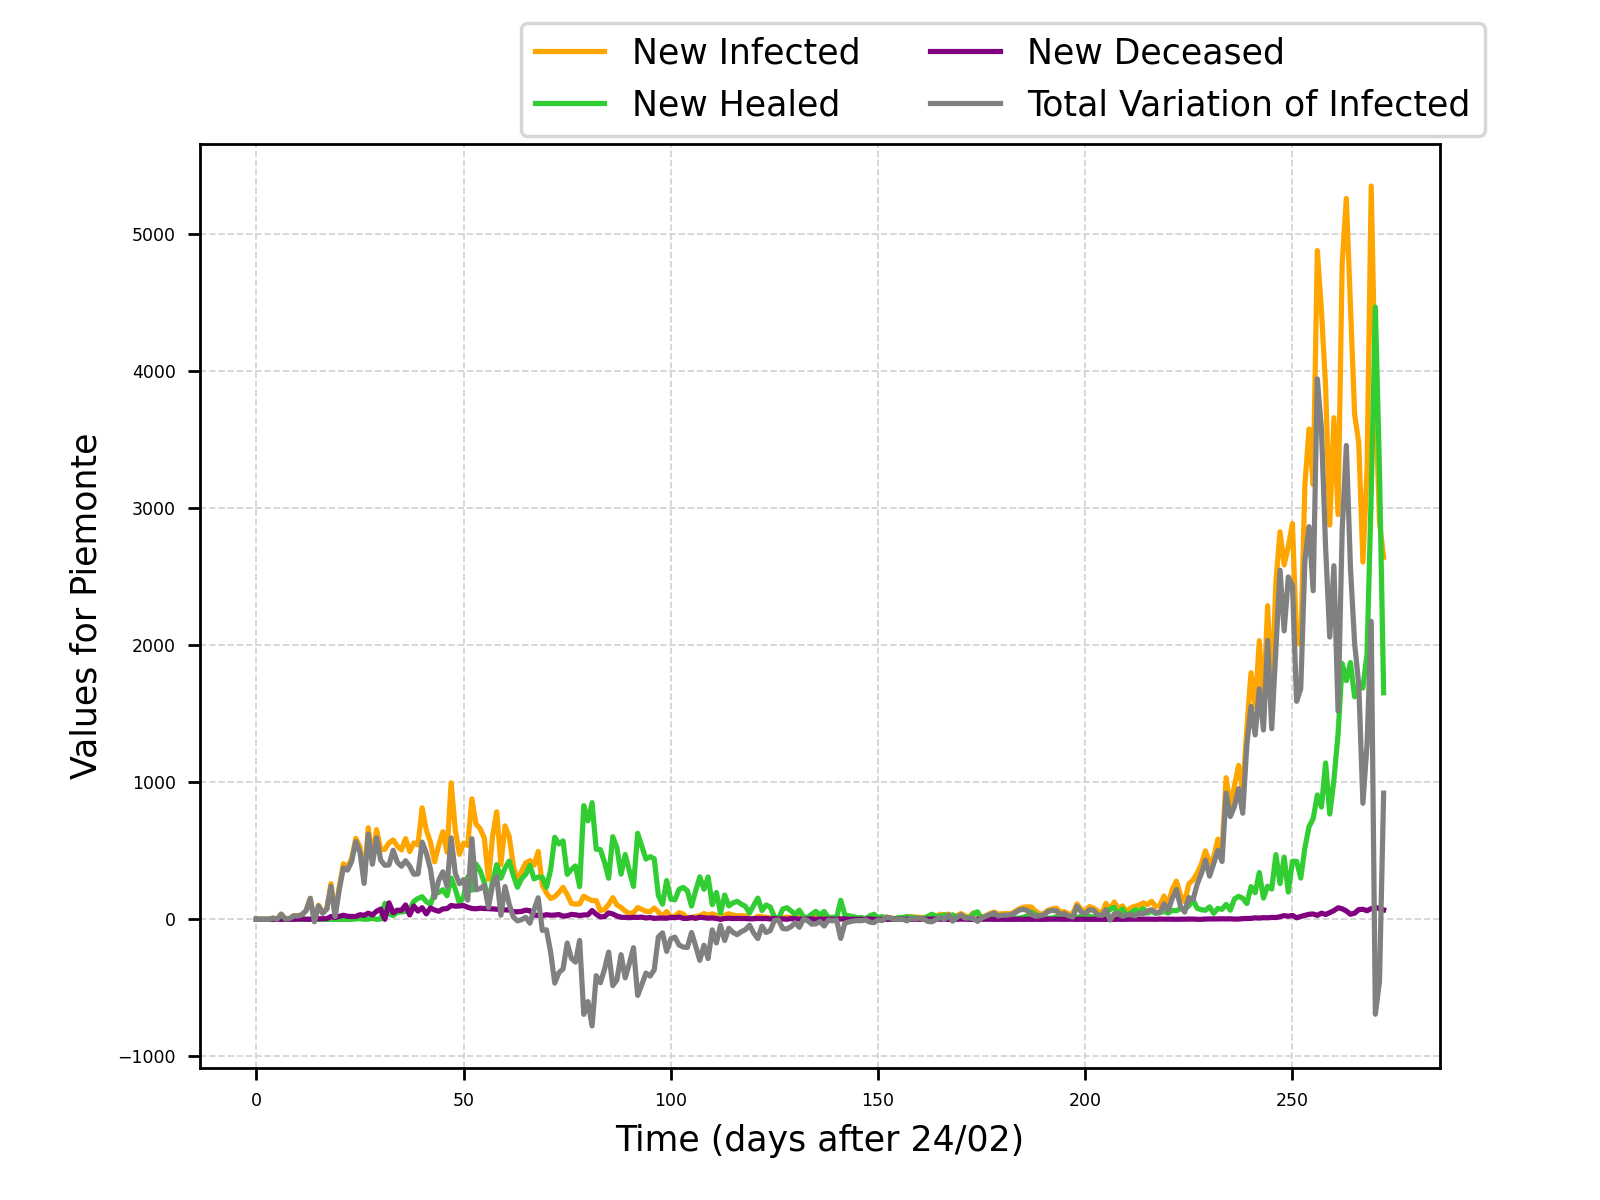 New Infected
New Healed
New Deceased
Total Variation of Infected
Values for Piemonte
5000
4000
3000
2000
1000
0
−1000
0 50 100 150 200 250
Time (days after 24/02)